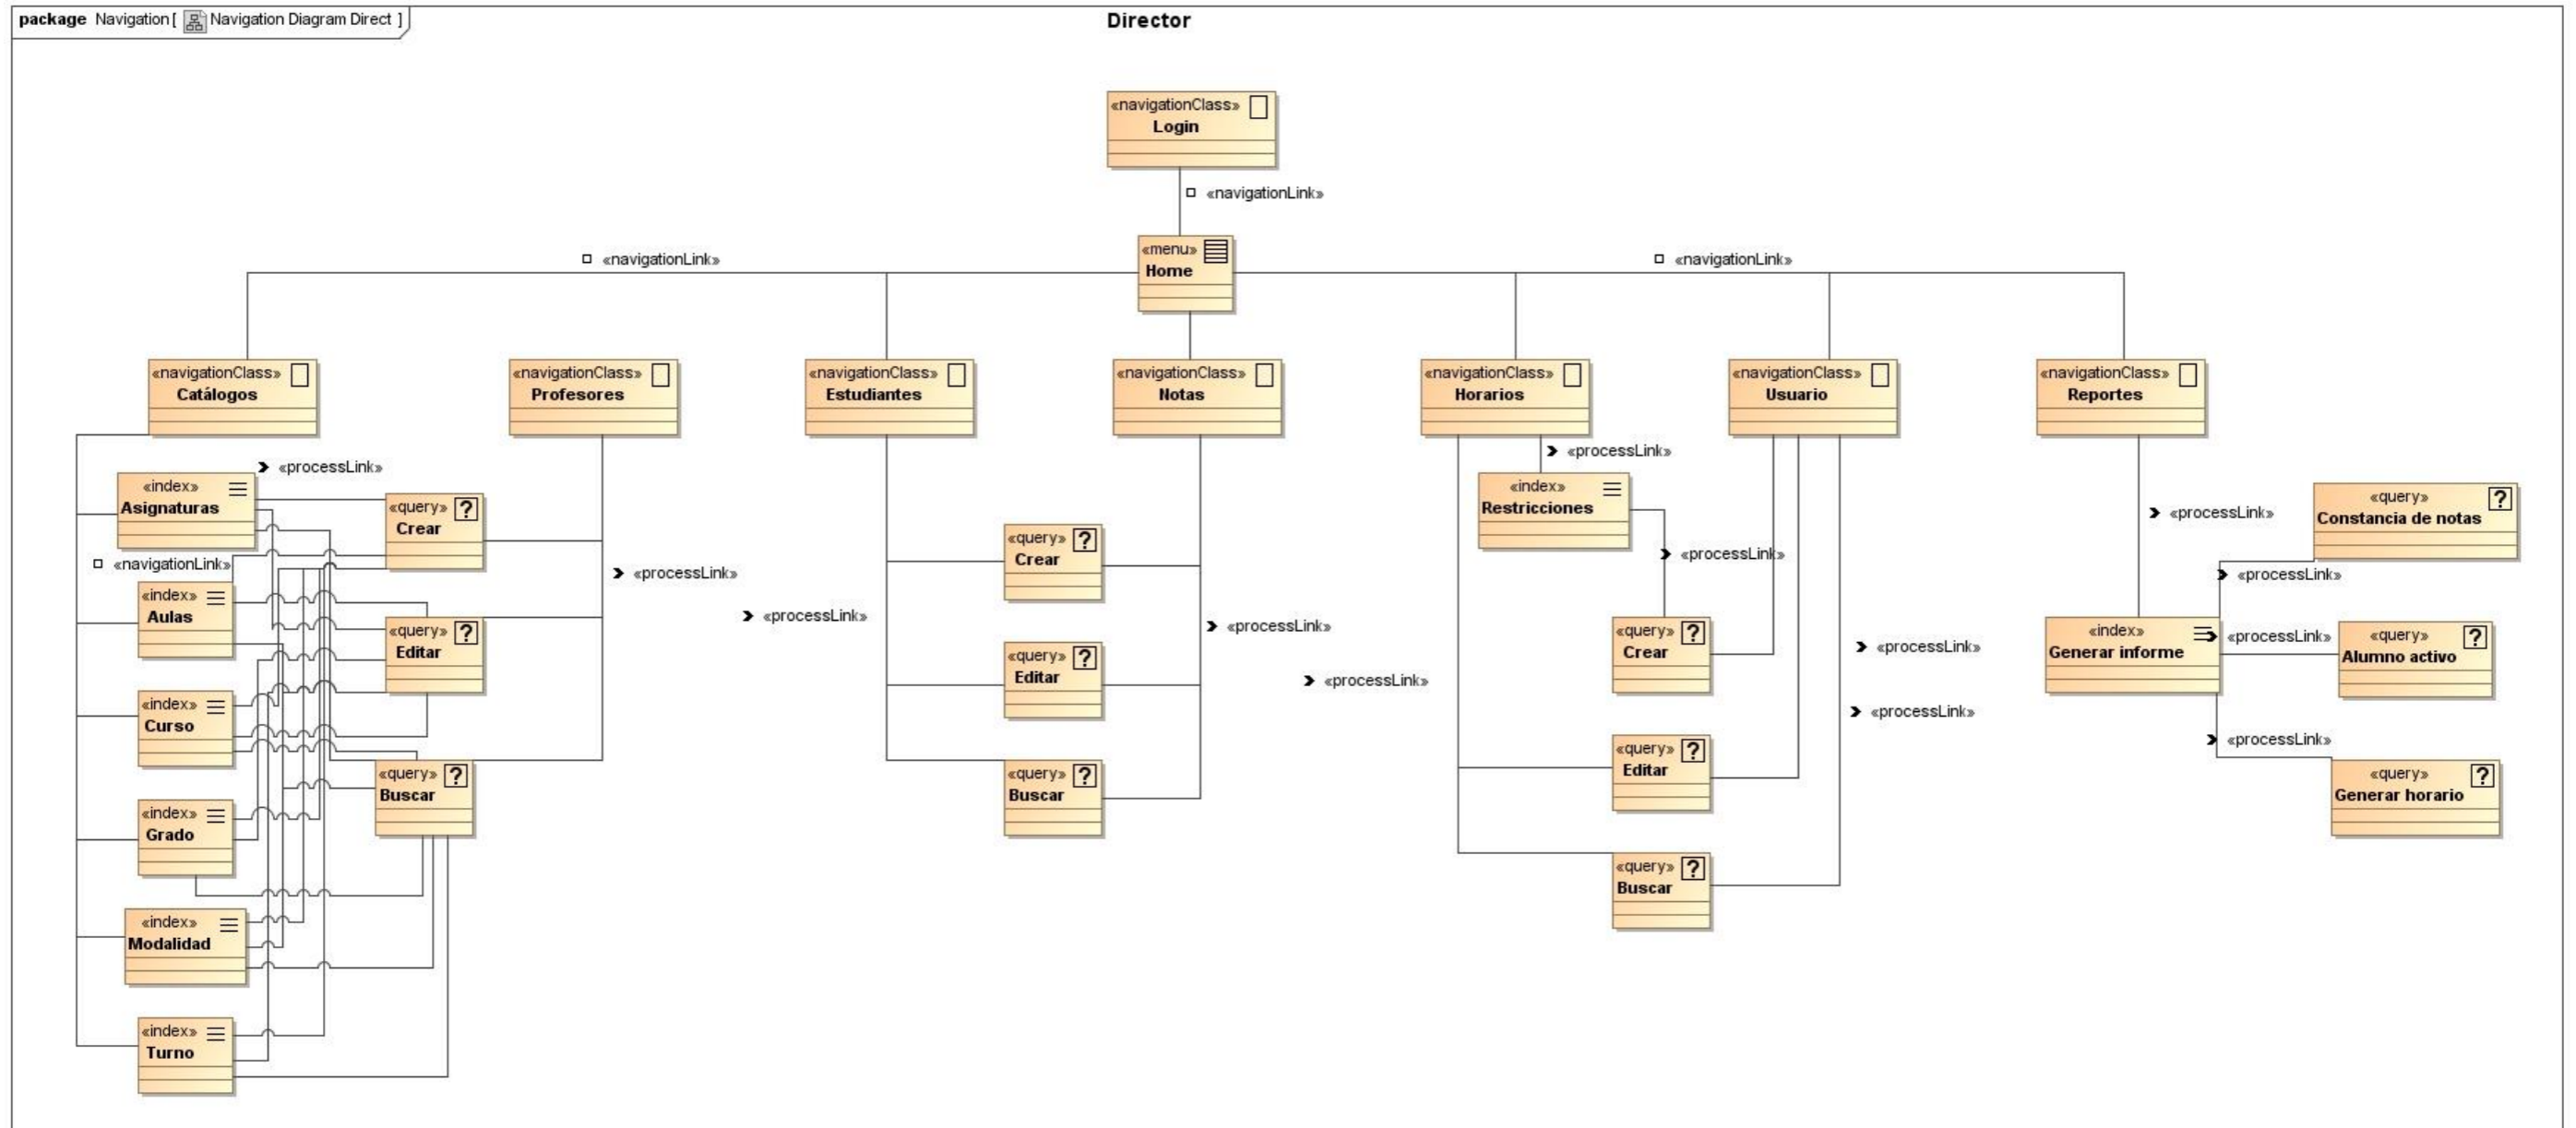 package Navigation [ Navigation Diagram Direct ]
Director
«navigationClass»
Login
«navigationLink»
«menu»
Home
«navigationLink»
«navigationLink»
«navigationClass»
Catálogos
«navigationClass»
Profesores
«navigationClass»
Estudiantes
«navigationClass»
Notas
«navigationClass»
Horarios
«navigationClass»
Usuario
«navigationClass»
Reportes
«processLink»
«index»
Asignaturas
«navigationLink»
«index»
Aulas
«index»
Curso
«index»
Grado
«index»
Modalidad
«index»
Turno
«query» ?
Crear
«query» ?
Editar
«query» ?
Buscar
«processLink»
«processLink»
«query» ?
Crear
«query» ?
Editar
«query» ?
Buscar
«processLink»
«processLink»
«processLink»
«index»
Restricciones
«processLink»
«query» ?
Crear
«query» ?
Editar
«query» ?
Buscar
«processLink»
«processLink»
«processLink»
«index»
Generar informe
«processLink»
«processLink»
«processLink»
«query» ?
Constancia de notas
«query» ?
Alumno activo
«query» ?
Generar horario